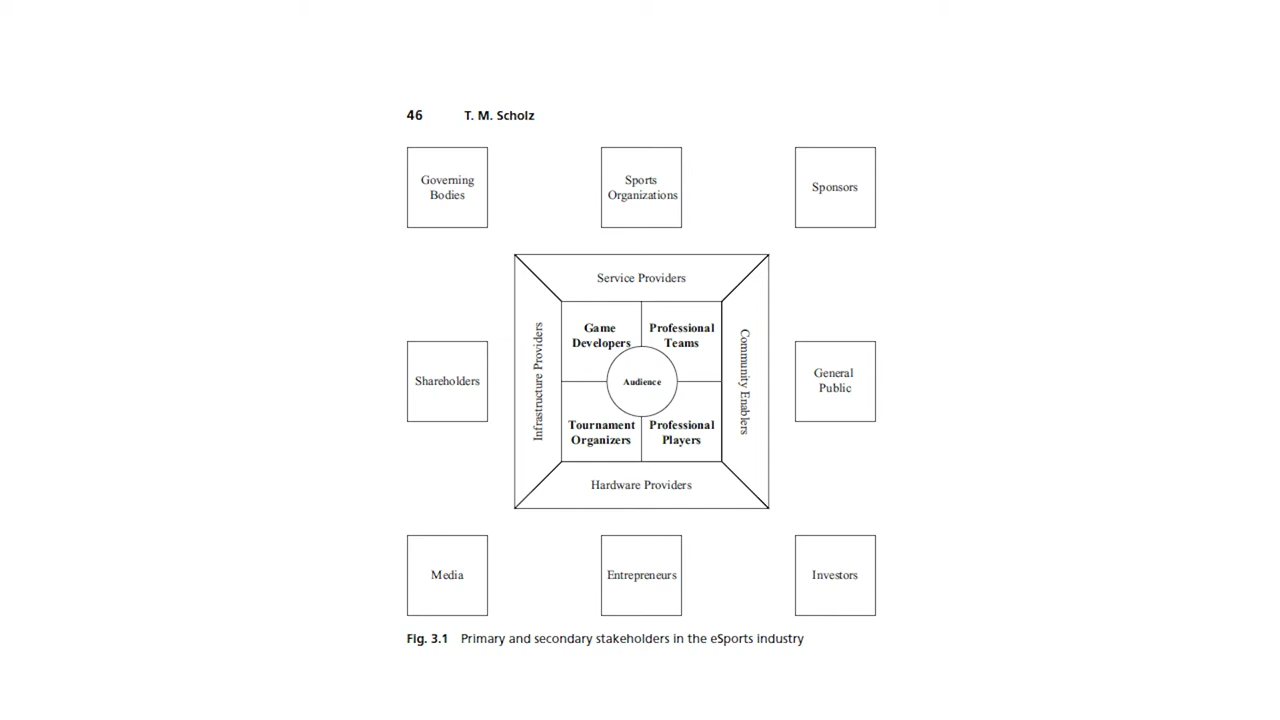 46 T. M. Scholz
Governing
Bodies
Sports
Organizations
Sponsors
Service Providers
Infrastructure Providers
Game
Developers
Professional
Teams
Community Enablers
Shareholders
Audience
General
Public
Tournament
Organizers
Professional
Players
Hardware Providers
Media
Entrepreneurs
Investors
Fig. 3.1 Primary and secondary stakeholders in the eSports industry